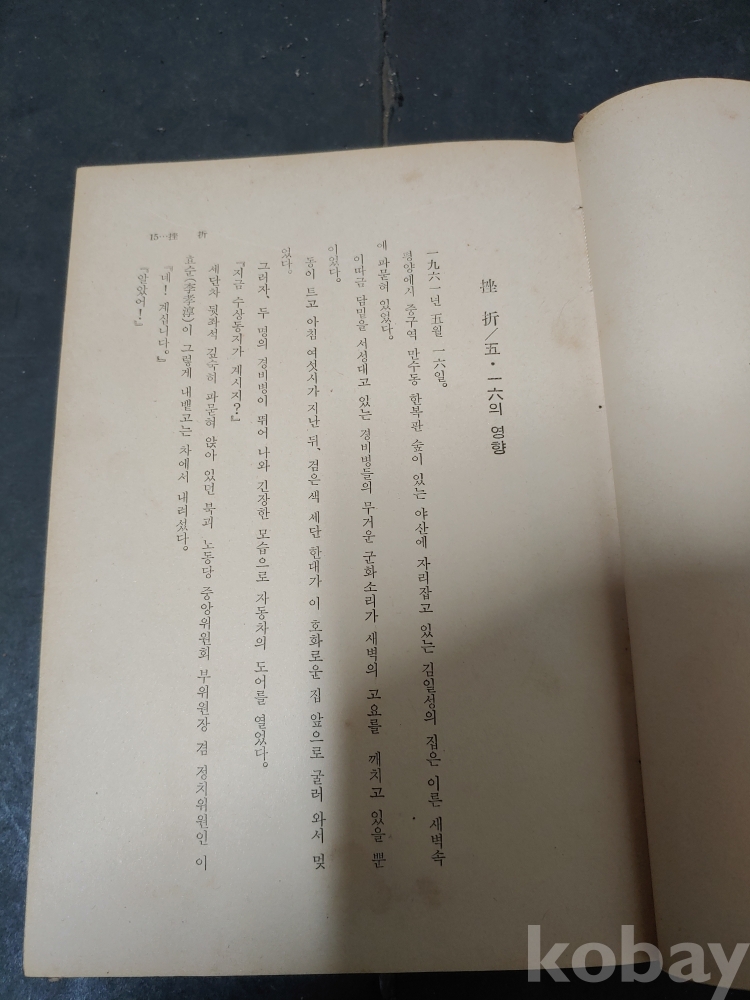 挫 折／五・一六의 영향
一九六一년 五월 一六일。
평양에서 중구역 만수동 한복판 숲이 있는 야산에 자리잡고 있는 김일성의 집은 이른 새벽속
에 파묻혀 있었다。
이따금 담밑을 서성대고 있는 경비병들의 무거운 군화소리가 새벽의 고요를 깨치고 있을 뿐
이었다。
동이 트고 아침 여섯시가 지난 뒤、검은색 세단 한대가 이 호화로운 집 앞으로 굴러 와서 멎
었다。
그러자、두 명의 경비병이 뛰어 나와 긴장한 모습으로 자동차의 도어를 열었다。
『지금 수상동지가 계시지？』
세단차 뒷좌석 깊숙히 파묻혀 앉아 있던 북괴 노동당 중앙위원회 부위원장 겸 정치위원인 이
효순(李孝淳)이 그렇게 내뱉고는 차에서 내려섰다。
『네！ 계십니다。』
『알았어！』
15…挫 折
kobay